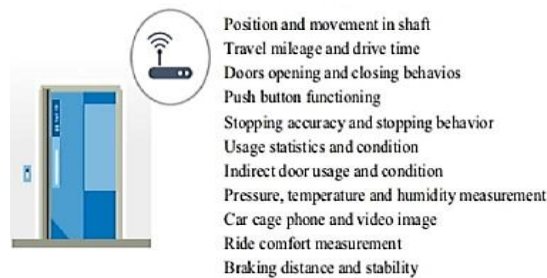 Position and movement in shaft
Travel mileage and drive time
Doors opening and closing behavios
Push button functioning
Stopping accuracy and stopping behavior
Usage statistics and condition
Indirect door usage and condition
Pressure, temperature and humidity measurement
Car cage phone and video image
Ride comfort measurement
Braking distance and stability